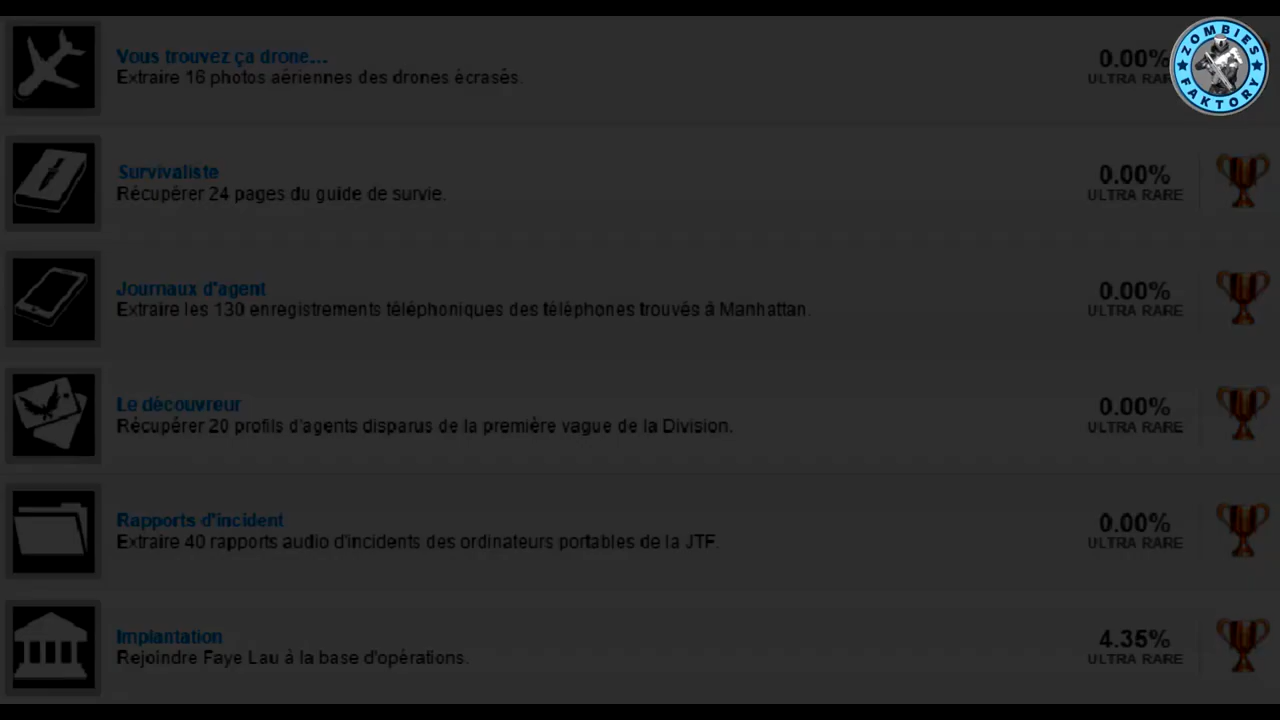 Vous trouvez ça drone...
Extraire 16 photos aériennes des drones écrasés.
0.00%
ULTRA RARE
ZOMBIES
FAKTORY
Survivaliste
Récupérer 24 pages du guide de survie.
0.00%
ULTRA RARE
Journaux d'agent
Extraire les 130 enregistrements téléphoniques des téléphones trouvés à Manhattan.
0.00%
ULTRA RARE
Le découvreur
Récupérer 20 profils d'agents disparus de la première vague de la Division.
0.00%
ULTRA RARE
Rapports d'incident
Extraire 40 rapports audio d'incidents des ordinateurs portables de la JTF.
0.00%
ULTRA RARE
Implantation
Rejoindre Faye Lau à la base d'opérations.
4.35%
ULTRA RARE